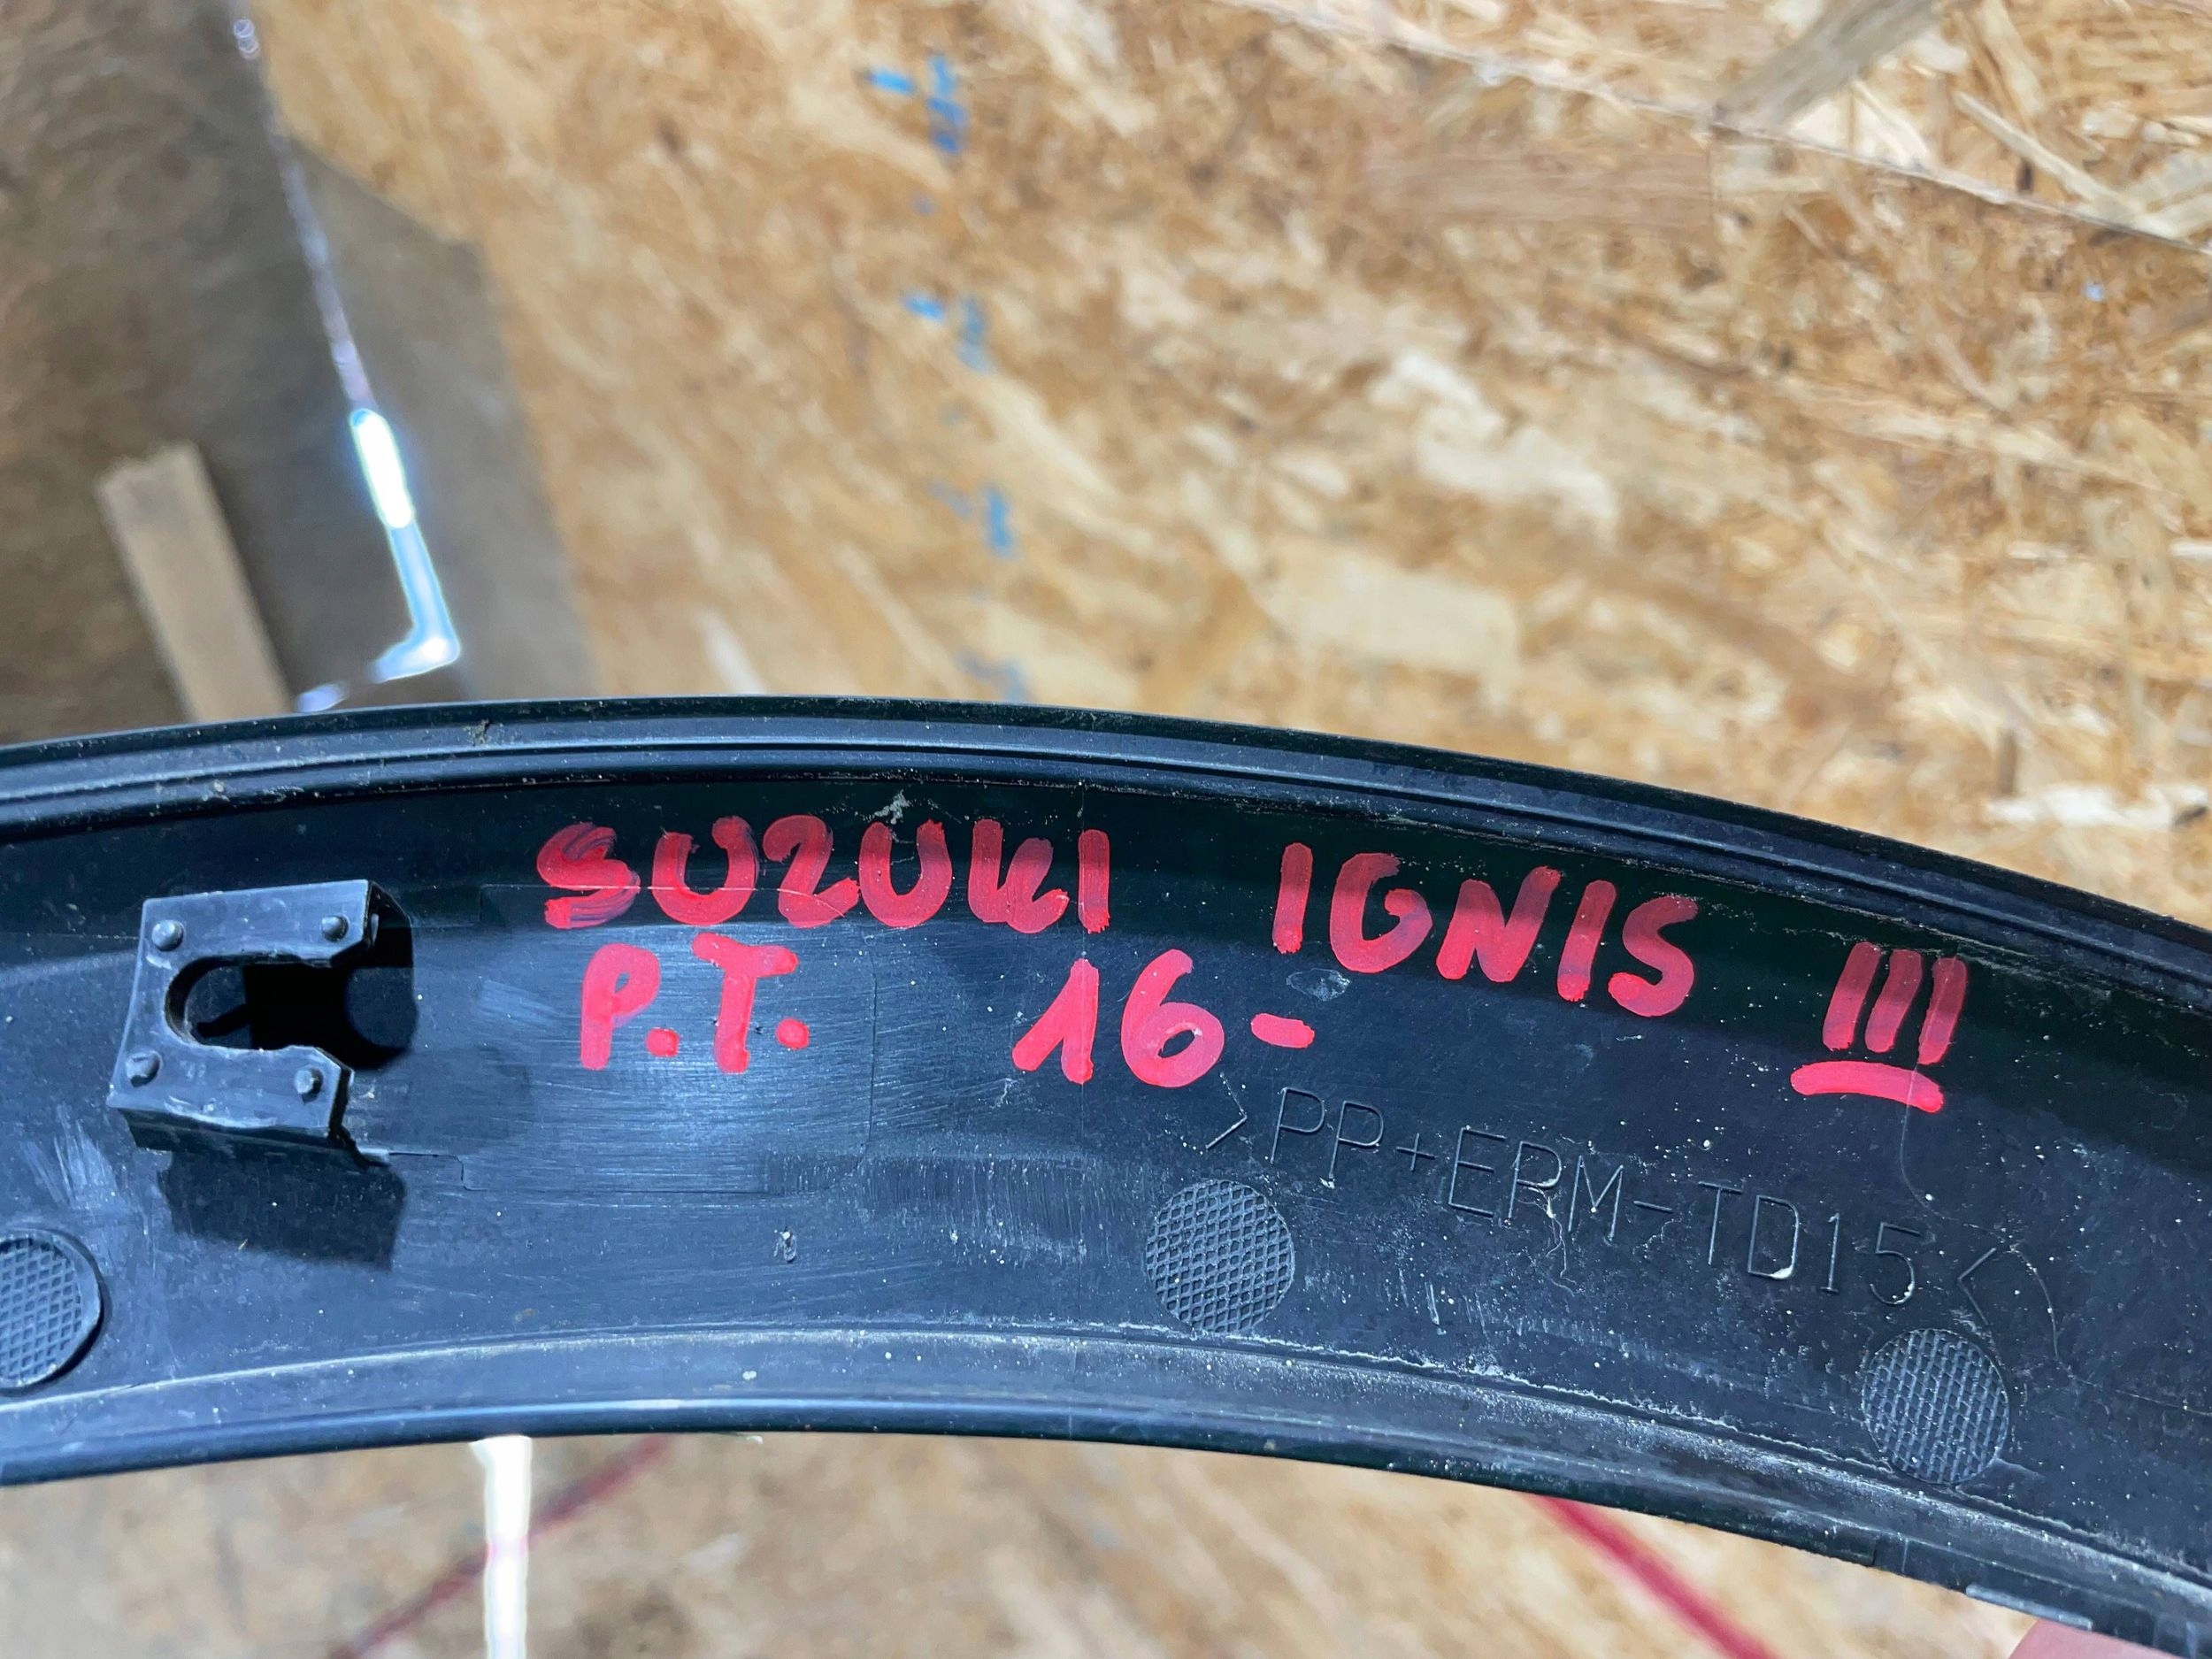 SUZUKI IGNIS III
P.T. 16-
>PP+EPM-TD15<